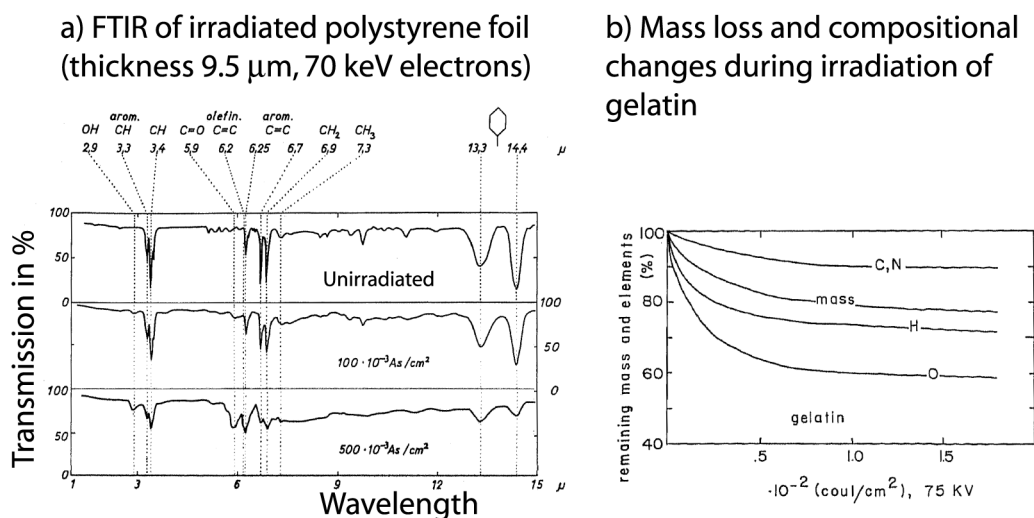 a) FTIR of irradiated polystyrene foil
(thickness 9.5 μm, 70 keV electrons)
b) Mass loss and compositional
changes during irradiation of
gelatin
arom. olefin. arom.
OH CH CH C=O C=C C=C CH₂ CH₃
2,9 3,3 3,4 5,9 6,2 6,25 6,7 6,9 7,3 13,3 14,4 μ
Transmission in %
100
50
0
Unirradiated
100
50
0
100·10⁻³As/cm²
100
50
0
500·10⁻³As/cm²
1 3 6 9 12 μ 15
Wavelength
remaining mass and elements
(%)
100
80
60
40
C,N
mass
H
O
gelatin
.5 1.0 1.5
·10⁻² (coul/cm²), 75 KV